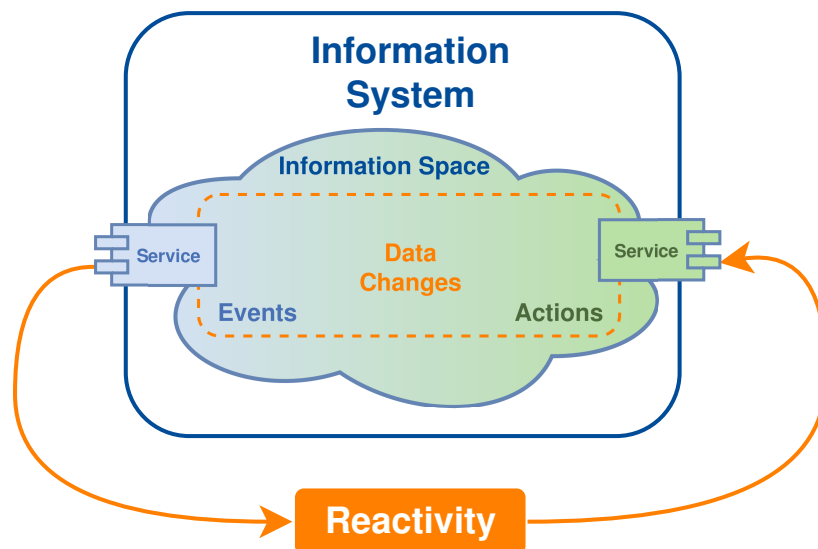 Information
System
Information Space
Service
Data
Changes
Service
Events
Actions
Reactivity